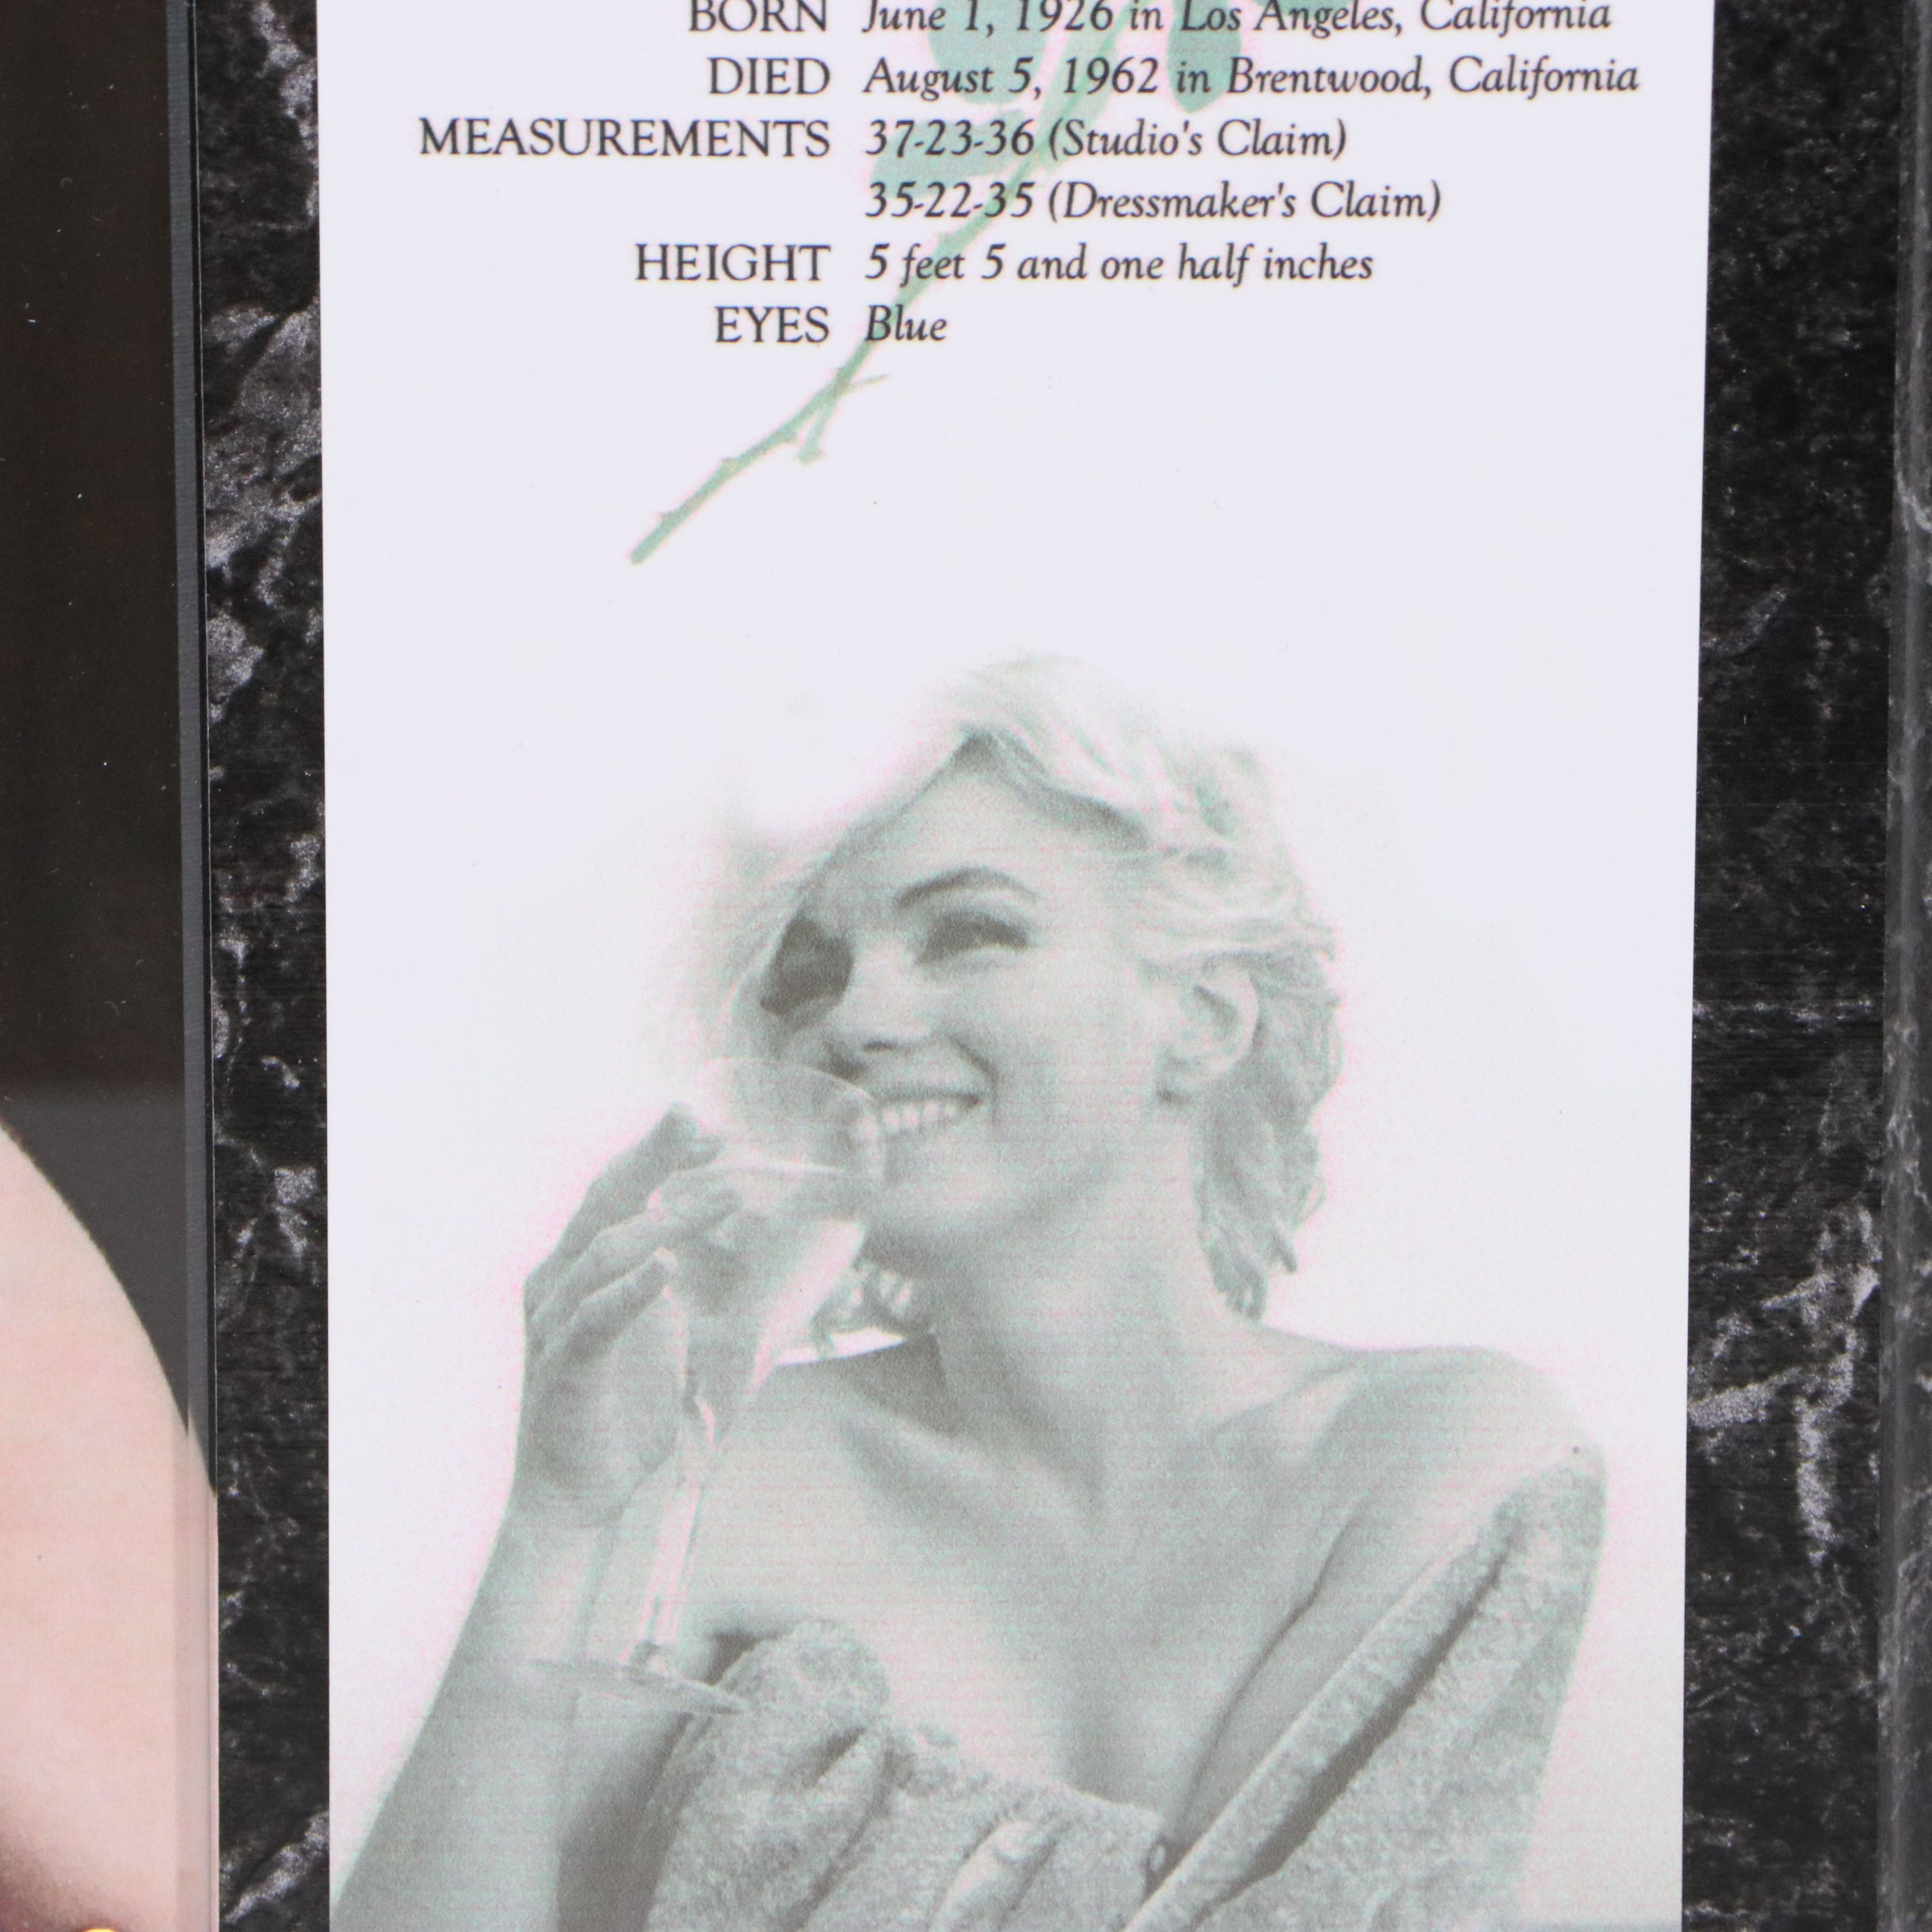 BORN June 1, 1926 in Los Angeles, California
DIED August 5, 1962 in Brentwood, California
MEASUREMENTS 37-23-36 (Studio's Claim)
35-22-35 (Dressmaker's Claim)
HEIGHT 5 feet 5 and one half inches
EYES Blue